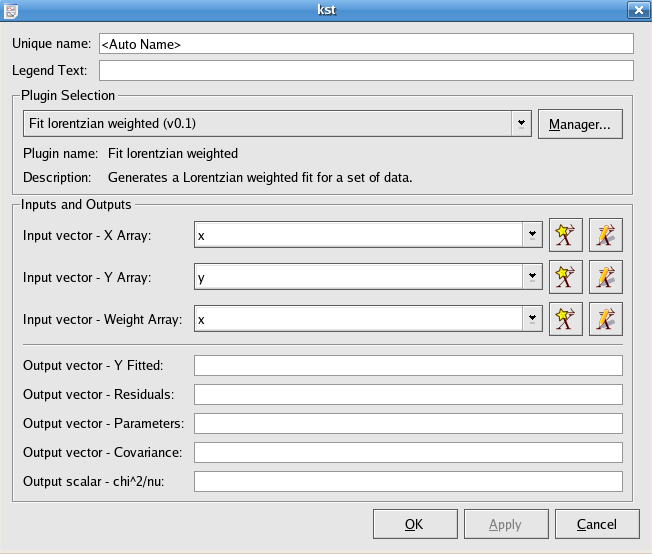 kst
Unique name: <Auto Name>
Legend Text:
Plugin Selection
Fit lorentzian weighted (v0.1) Manager...
Plugin name: Fit lorentzian weighted
Description: Generates a Lorentzian weighted fit for a set of data.
Inputs and Outputs
Input vector - X Array: x
Input vector - Y Array: y
Input vector - Weight Array: x
Output vector - Y Fitted:
Output vector - Residuals:
Output vector - Parameters:
Output vector - Covariance:
Output scalar - chi^2/nu:
OK Apply Cancel